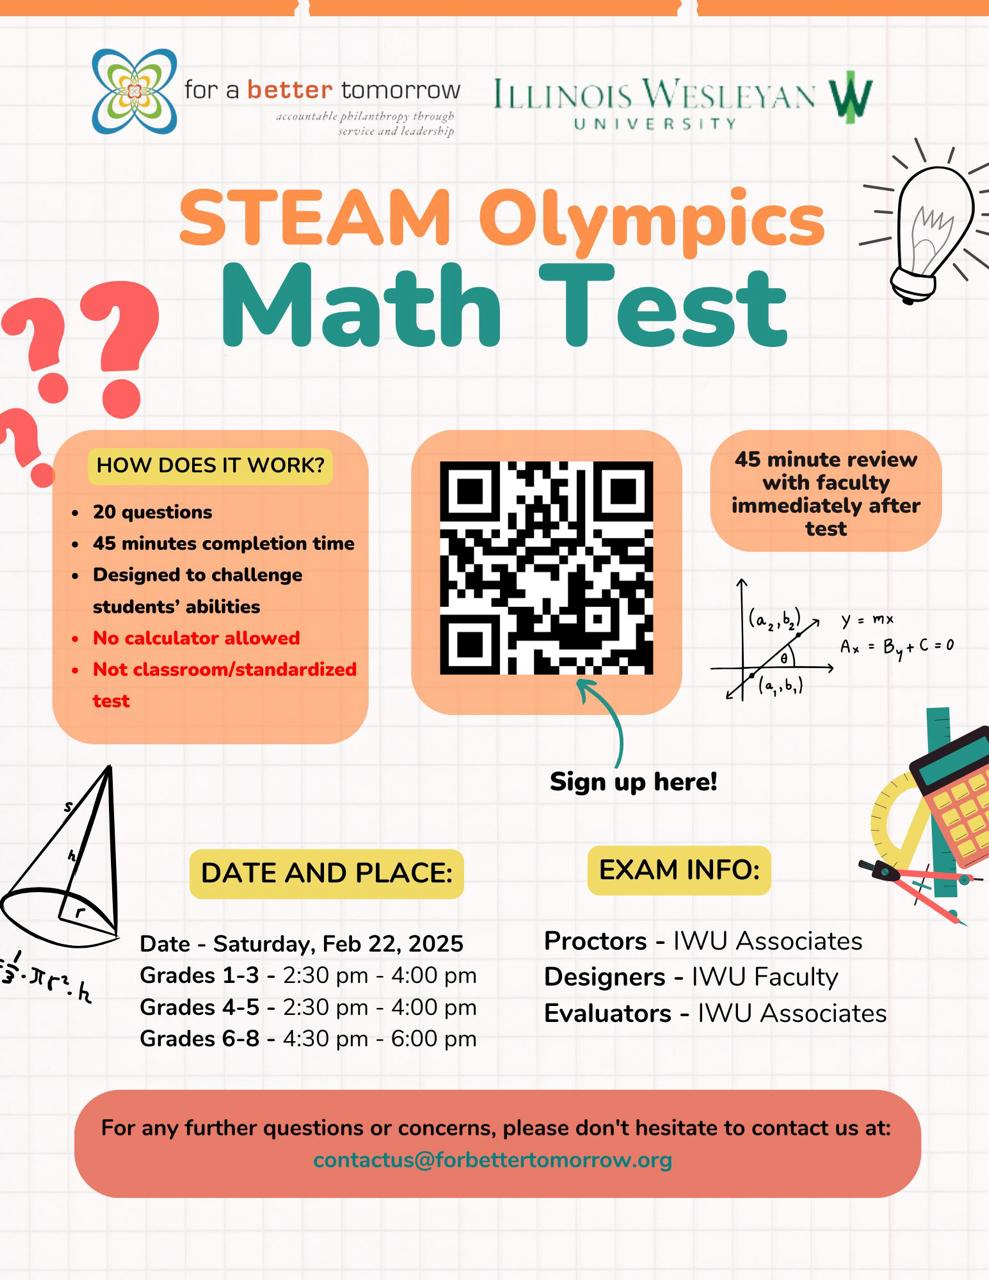 for a better tomorrow
accountable philanthropy through
service and leadership
ILLINOIS WESLEYAN
UNIVERSITY
W
STEAM Olympics
Math Test
???
HOW DOES IT WORK?
• 20 questions
• 45 minutes completion time
• Designed to challenge
students’ abilities
• No calculator allowed
• Not classroom/standardized
test
45 minute review
with faculty
immediately after
test
(a₂,b₂)
y = mx
Ax = By + C = 0
θ
(a₁,b₁)
Sign up here!
s
h
r
=⅓·πr²·h
DATE AND PLACE:
Date - Saturday, Feb 22, 2025
Grades 1-3 - 2:30 pm - 4:00 pm
Grades 4-5 - 2:30 pm - 4:00 pm
Grades 6-8 - 4:30 pm - 6:00 pm
EXAM INFO:
Proctors - IWU Associates
Designers - IWU Faculty
Evaluators - IWU Associates
For any further questions or concerns, please don't hesitate to contact us at:
contactus@forbettertomorrow.org